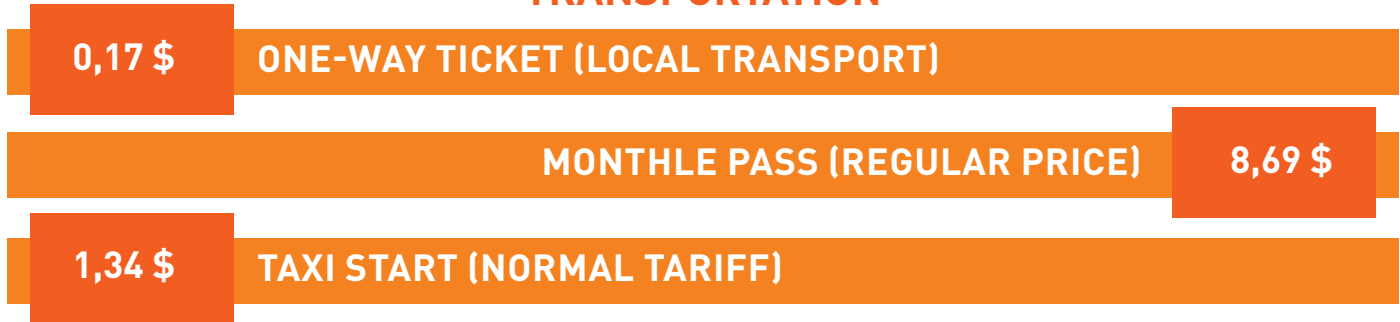 TRANSPORTATION
0,17 $ ONE-WAY TICKET (LOCAL TRANSPORT)
MONTHLE PASS (REGULAR PRICE) 8,69 $
1,34 $ TAXI START (NORMAL TARIFF)